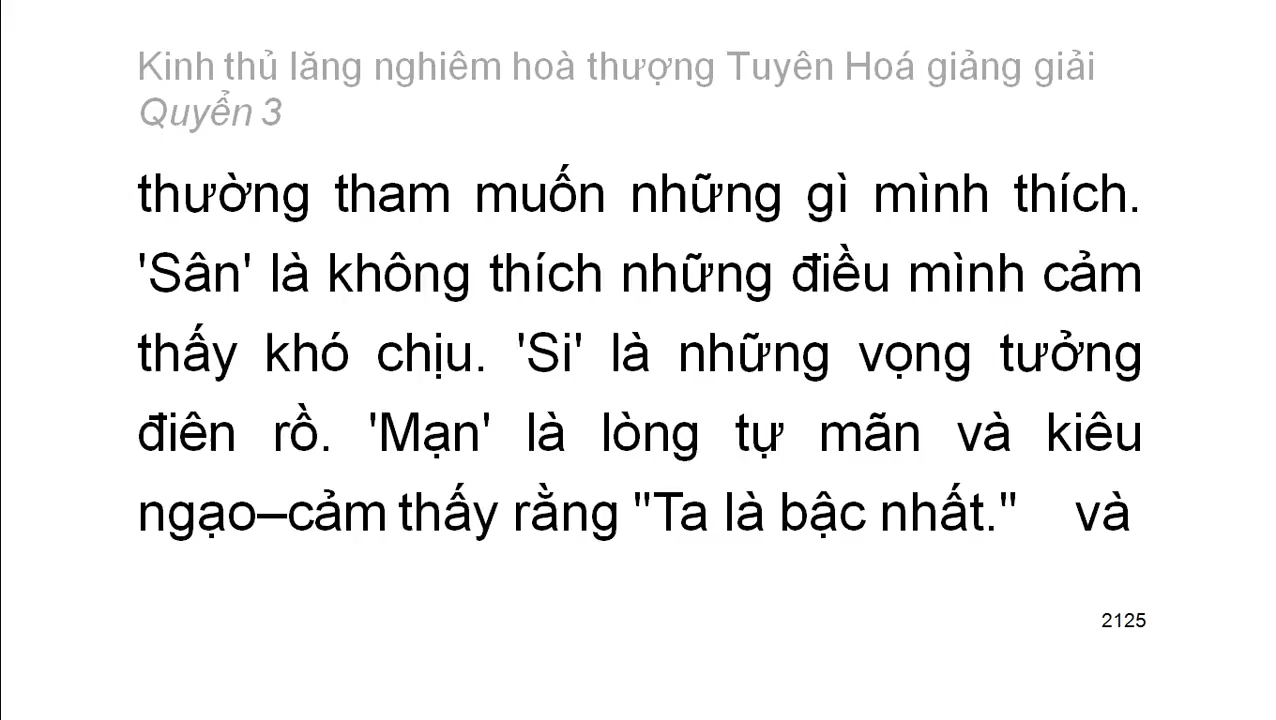 Kinh thủ lăng nghiêm hoà thượng Tuyên Hoá giảng giải
Quyển 3
thường tham muốn những gì mình thích.
'Sân' là không thích những điều mình cảm
thấy khó chịu. 'Si' là những vọng tưởng
điên rồ. 'Mạn' là lòng tự mãn và kiêu
ngạo–cảm thấy rằng "Ta là bậc nhất." và
2125